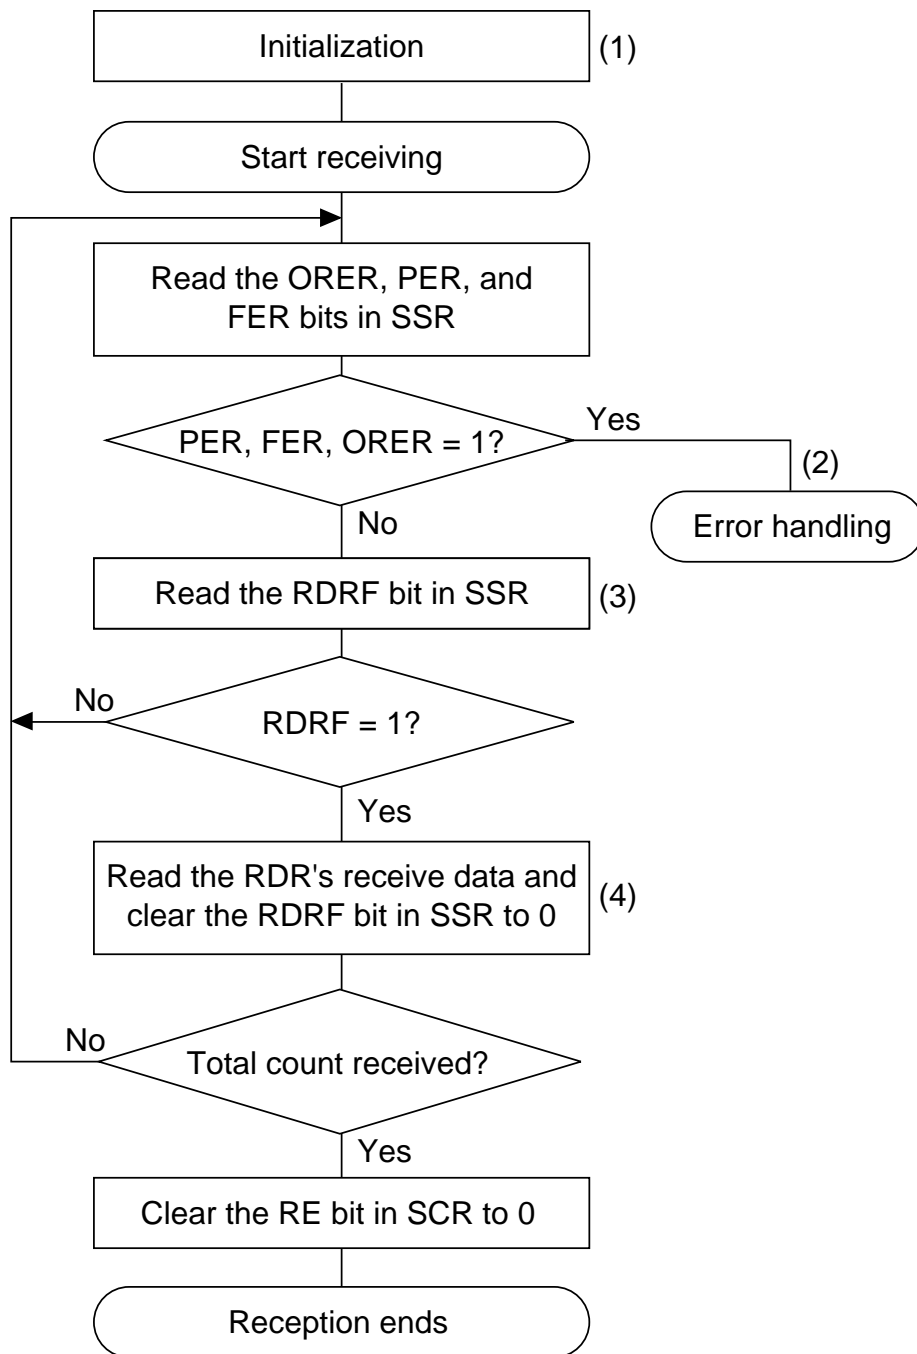 Initialization
(1)
Start receiving
Read the ORER, PER, and
FER bits in SSR
PER, FER, ORER = 1?
Yes
(2)
Error handling
No
Read the RDRF bit in SSR
(3)
No
RDRF = 1?
Yes
Read the RDR's receive data and
clear the RDRF bit in SSR to 0
(4)
No
Total count received?
Yes
Clear the RE bit in SCR to 0
Reception ends